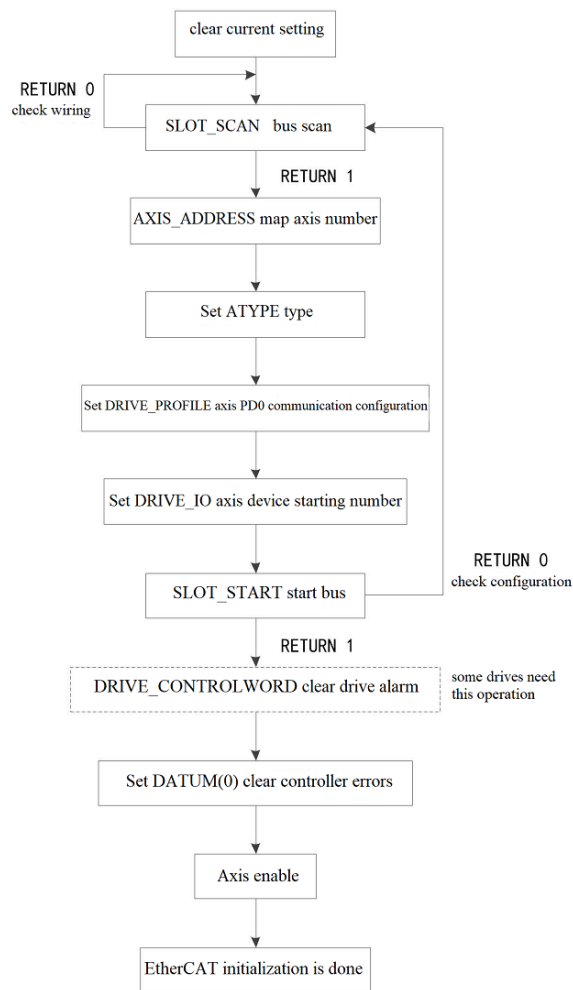 clear current setting
RETURN 0
check wiring
SLOT_SCAN bus scan
RETURN 1
AXIS_ADDRESS map axis number
Set ATYPE type
Set DRIVE_PROFILE axis PD0 communication configuration
Set DRIVE_IO axis device starting number
RETURN 0
check configuration
SLOT_START start bus
RETURN 1
DRIVE_CONTROLWORD clear drive alarm
some drives need
this operation
Set DATUM(0) clear controller errors
Axis enable
EtherCAT initialization is done